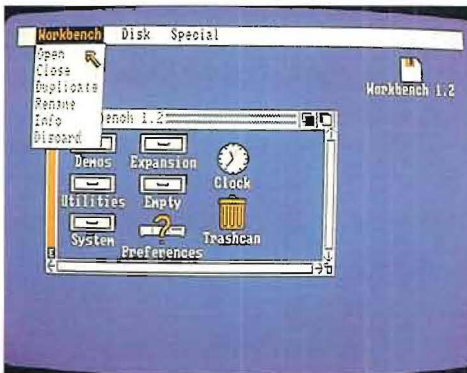 Workbench Disk Special
Open
Close
Duplicate
Rename
Info
Discard
Workbench 1.2
bench 1.2
Demos Expansion Clock
Utilities Empty
System Preferences Trashcan
E